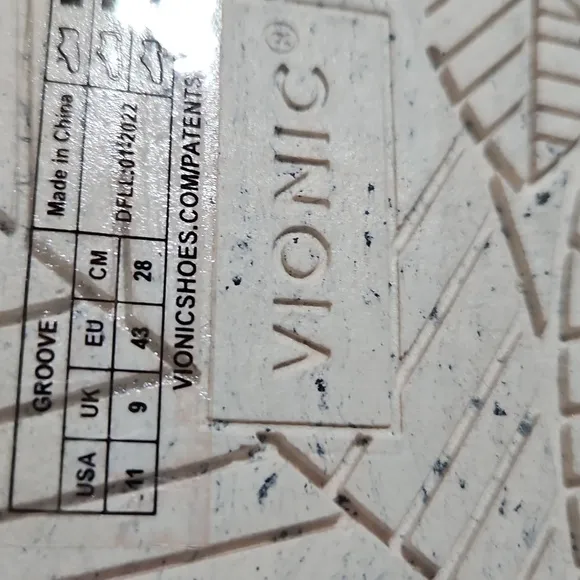 GROOVE
Made in China
USA UK EU CM
11 9 43 28
DFLL:01-2022
VIONICSHOES.COM/PATENTS
VIONIC®